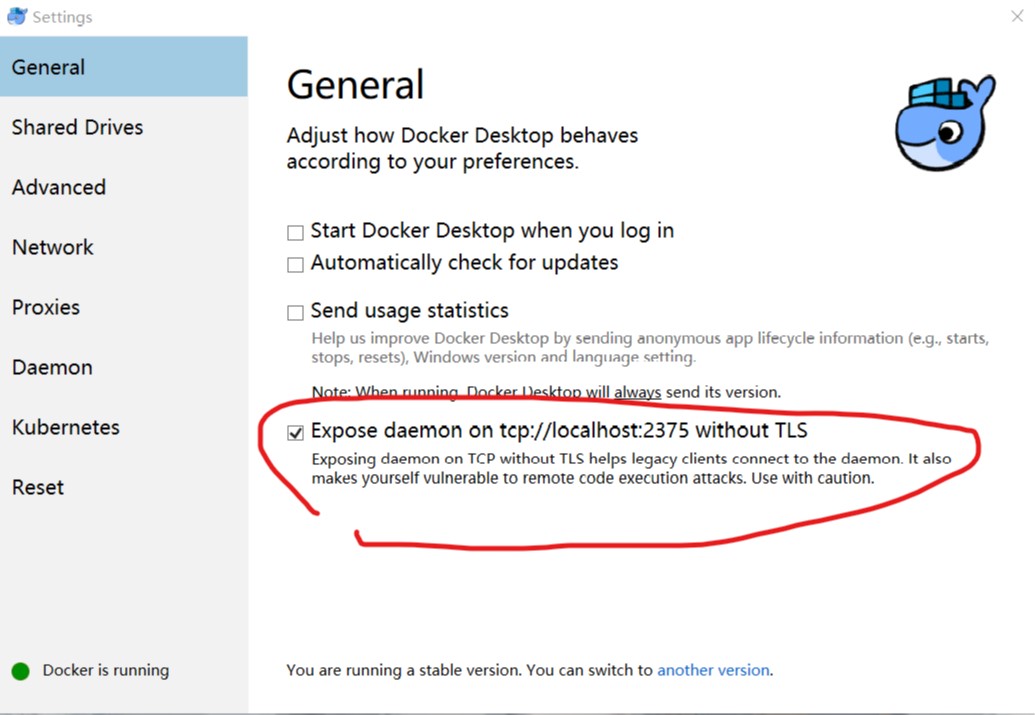 Settings
General
Shared Drives
Advanced
Network
Proxies
Daemon
Kubernetes
Reset
Docker is running
General
Adjust how Docker Desktop behaves
according to your preferences.
Start Docker Desktop when you log in
Automatically check for updates
Send usage statistics
Help us improve Docker Desktop by sending anonymous app lifecycle information (e.g., starts,
stops, resets), Windows version and language setting.
Note: When running, Docker Desktop will always send its version.
Expose daemon on tcp://localhost:2375 without TLS
Exposing daemon on TCP without TLS helps legacy clients connect to the daemon. It also
makes yourself vulnerable to remote code execution attacks. Use with caution.
You are running a stable version. You can switch to another version.